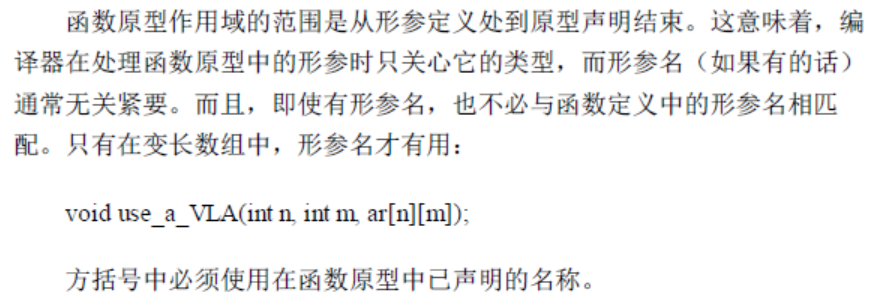 函数原型作用域的范围是从形参定义处到原型声明结束。这意味着，编
译器在处理函数原型中的形参时只关心它的类型，而形参名（如果有的话）
通常无关紧要。而且，即使有形参名，也不必与函数定义中的形参名相匹
配。只有在变长数组中，形参名才有用：
void use_a_VLA(int n, int m, ar[n][m]);
方括号中必须使用在函数原型中已声明的名称。